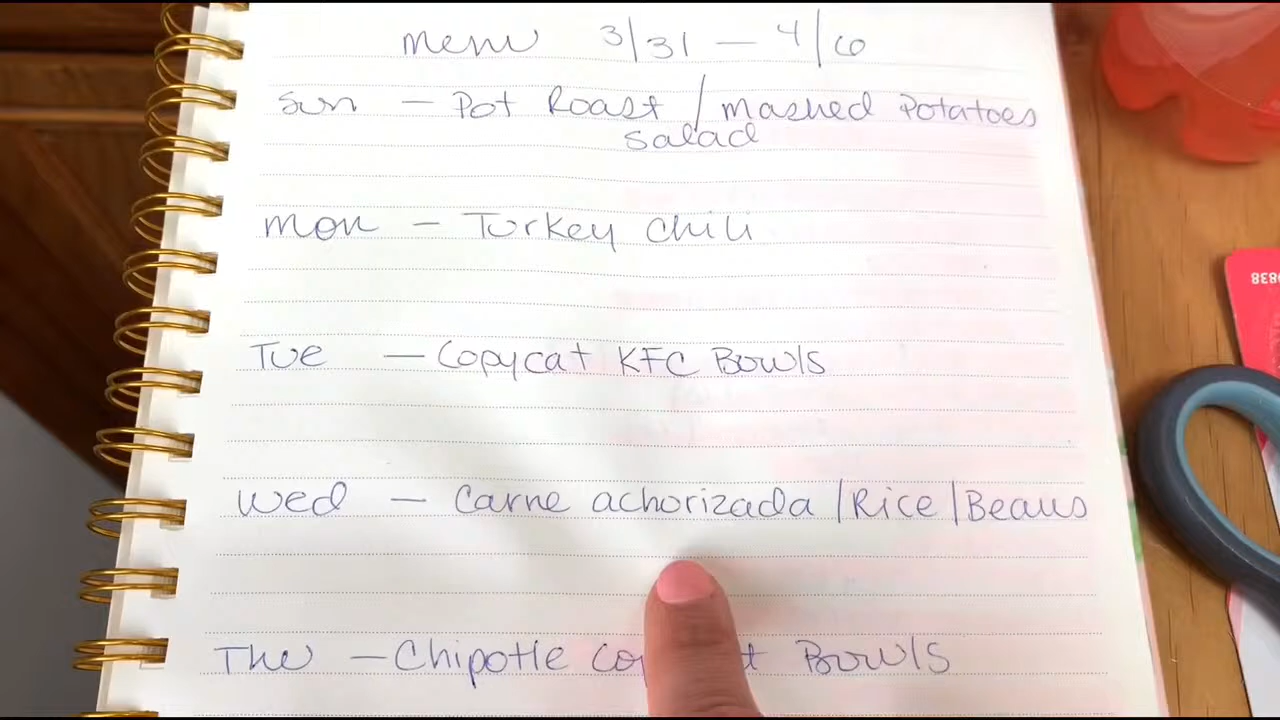 menu 3/31 — 4/6
Sun — Pot Roast / mashed Potatoes
salad
mon — Turkey chili
Tue — Copycat KFC Bowls
Wed — Carne achorizada / Rice / Beans
Thu — Chipotle Bowls
0838